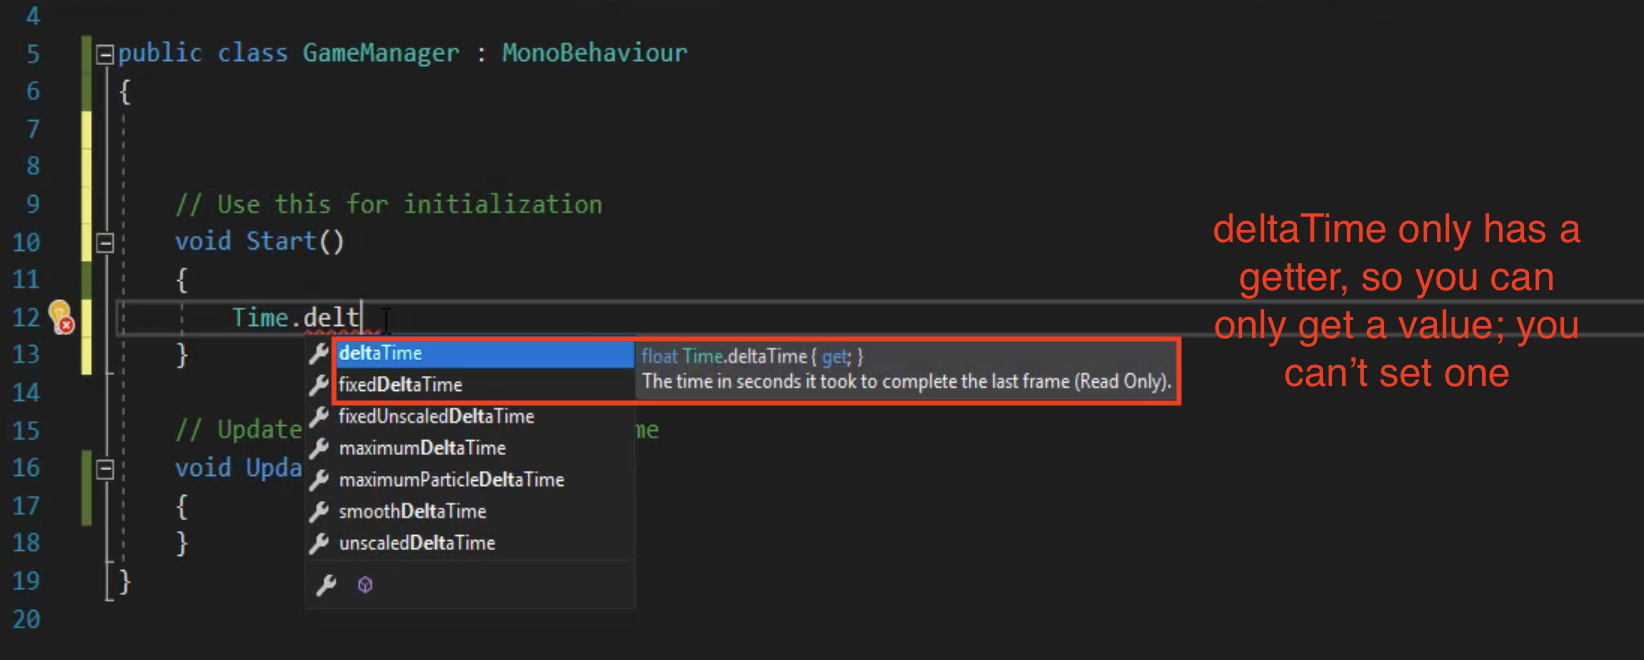 4
5 public class GameManager : MonoBehaviour
6 {
7
8
9 // Use this for initialization
10 void Start()
11 {
12 Time.delt
13 }
14
15 // Update me
16 void Upda
17 {
18 }
19 }
20
deltaTime
fixedDeltaTime
fixedUnscaledDeltaTime
maximumDeltaTime
maximumParticleDeltaTime
smoothDeltaTime
unscaledDeltaTime
float Time.deltaTime { get; }
The time in seconds it took to complete the last frame (Read Only).
deltaTime only has a
getter, so you can
only get a value; you
can’t set one